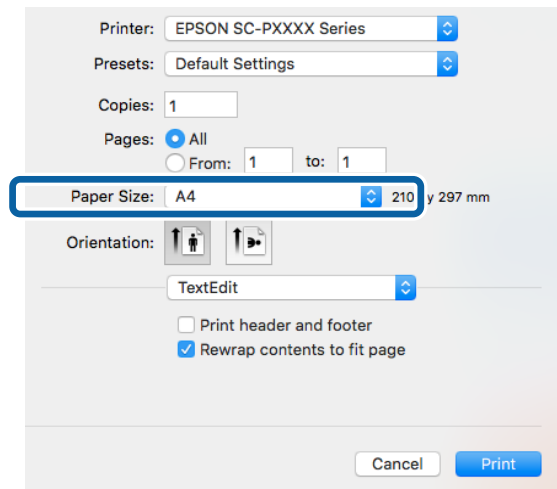 Printer: EPSON SC-PXXXX Series
Presets: Default Settings
Copies: 1
Pages: All
From: 1 to: 1
Paper Size: A4 210 y 297 mm
Orientation:
TextEdit
Print header and footer
Rewrap contents to fit page
Cancel Print